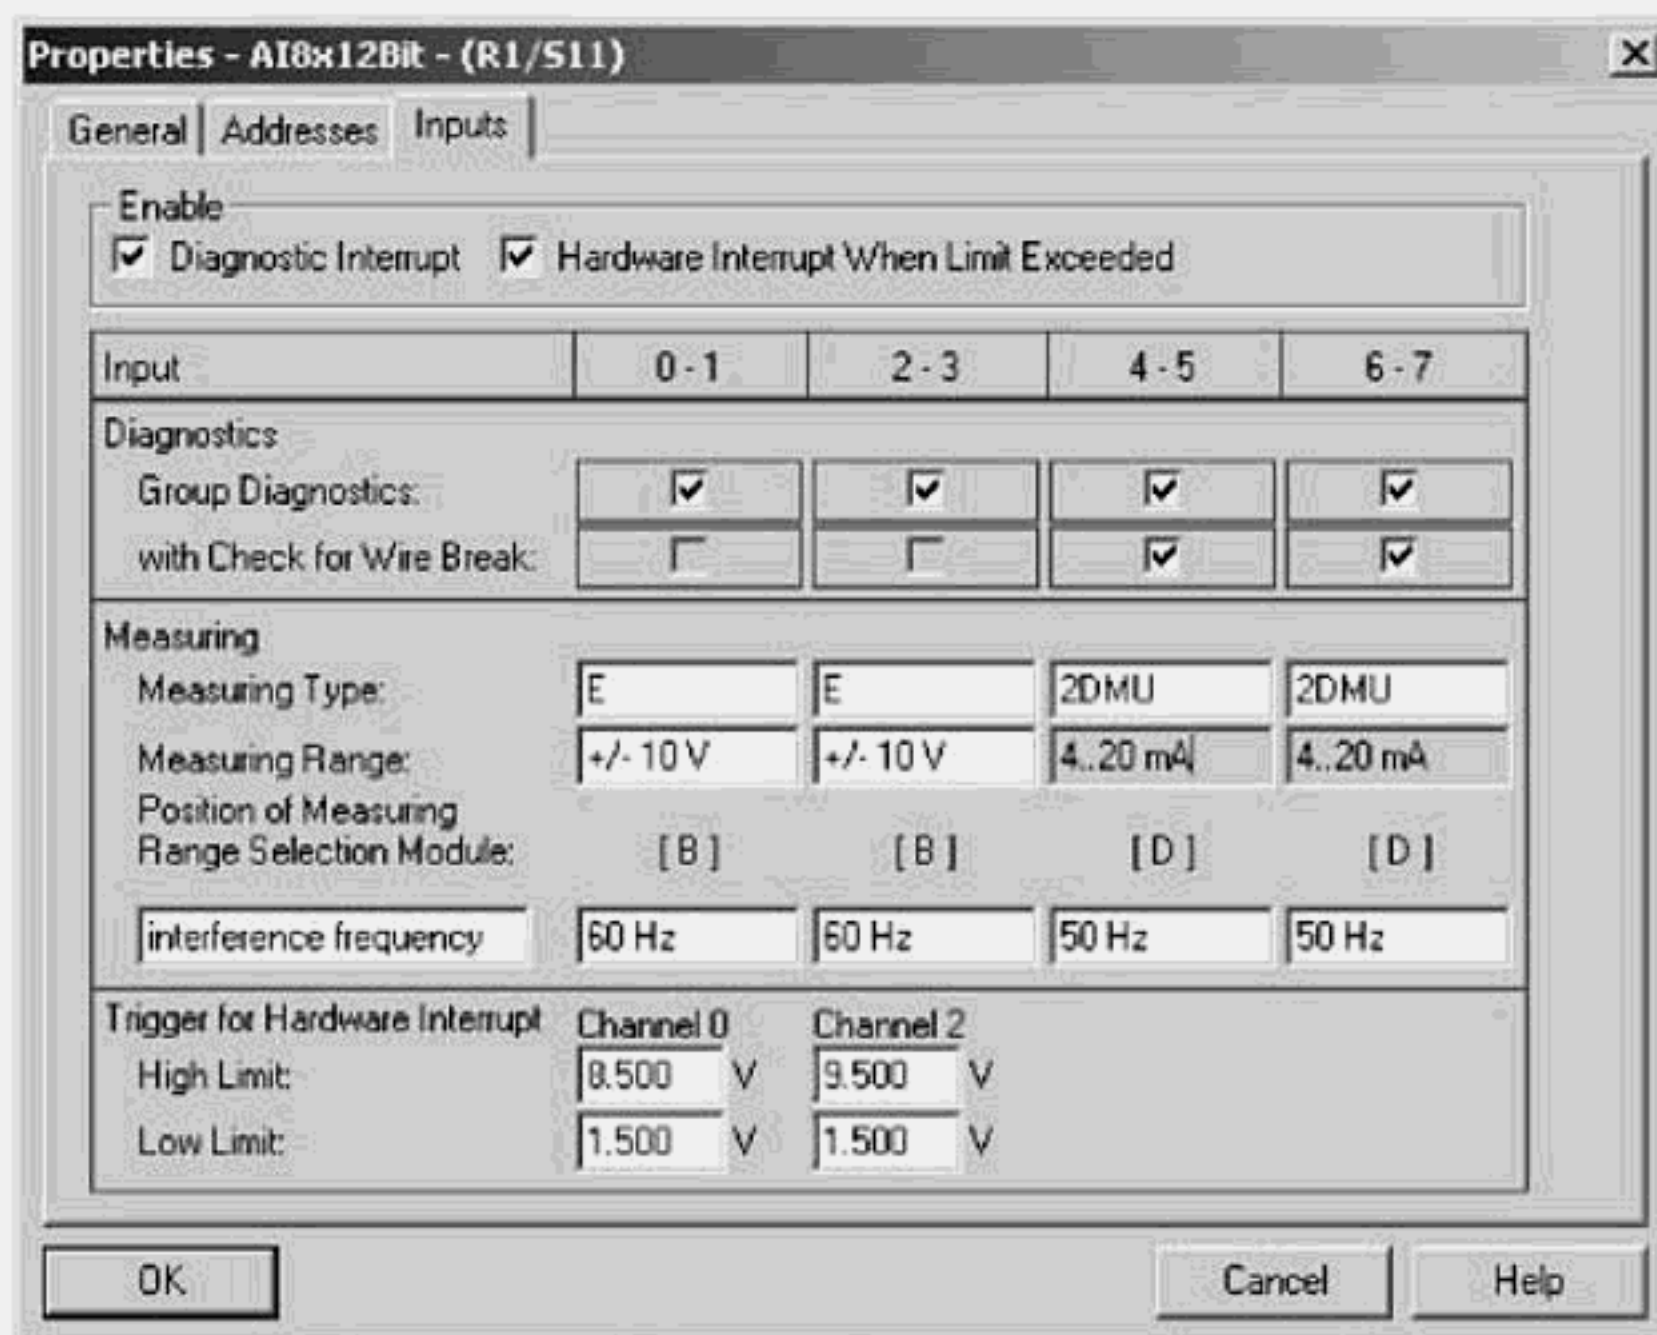 Properties - AI8x12Bit - (R1/S11)
General Addresses Inputs
Enable
Diagnostic Interrupt Hardware Interrupt When Limit Exceeded
Input 0 - 1 2 - 3 4 - 5 6 - 7
Diagnostics
Group Diagnostics:
with Check for Wire Break:
Measuring
Measuring Type: E E 2DMU 2DMU
Measuring Range: +/- 10 V +/- 10 V 4..20 mA 4..20 mA
Position of Measuring
Range Selection Module: [ B ] [ B ] [ D ] [ D ]
interference frequency 60 Hz 60 Hz 50 Hz 50 Hz
Trigger for Hardware Interrupt Channel 0 Channel 2
High Limit: 8.500 V 9.500 V
Low Limit: 1.500 V 1.500 V
OK Cancel Help